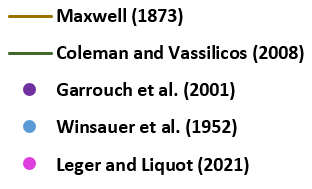 Maxwell (1873)
Coleman and Vassilicos (2008)
Garrouch et al. (2001)
Winsauer et al. (1952)
Leger and Liquot (2021)